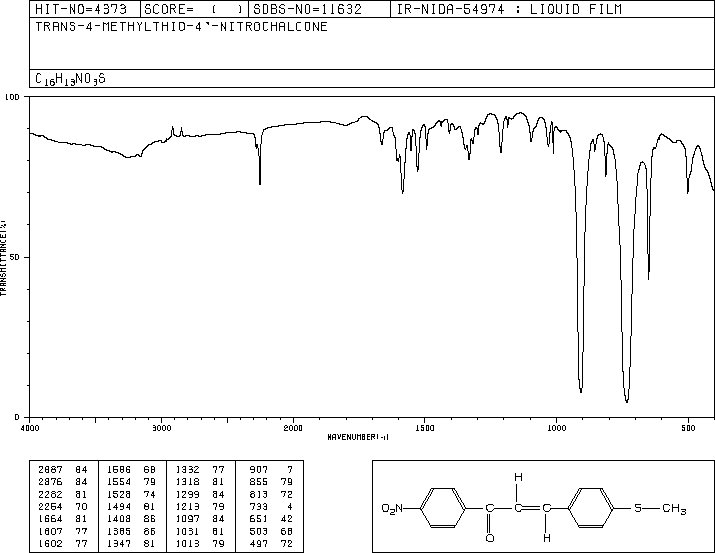 HIT-NO=4373 SCORE= ( ) SDBS-NO=11632 IR-NIDA-54974 : LIQUID FILM
TRANS-4-METHYLTHIO-4'-NITROCHALCONE
C16H13NO3S
100
50
0
TRANSMITTANCE(%)
4000 3000 2000 1500 1000 500
WAVENUMBER(-1)
2887 84 1586 68 1332 77 907 7
2876 84 1554 79 1318 81 855 79
2282 81 1528 74 1299 84 813 72
2254 70 1494 81 1213 79 733 4
1664 81 1408 86 1097 84 651 42
1607 77 1385 86 1031 81 503 68
1602 77 1347 81 1013 79 497 72
H
O2N S CH3
O H